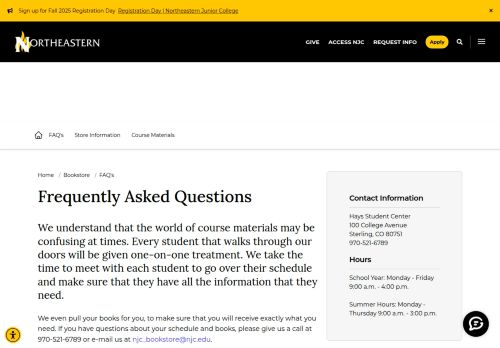 Sign up for Fall 2025 Registration Day Registration Day | Northeastern Junior College ×
NORTHEASTERN GIVE ACCESS NJC REQUEST INFO Apply
FAQ's Store Information Course Materials
Home / Bookstore / FAQ's
Frequently Asked Questions
We understand that the world of course materials may be
confusing at times. Every student that walks through our
doors will be given one-on-one treatment. We take the
time to meet with each student to go over their schedule
and make sure that they have all the information that they
need.
We even pull your books for you, to make sure that you will receive exactly what you
need. If you have questions about your schedule and books, please give us a call at
970-521-6789 or e-mail us at njc_bookstore@njc.edu.
Contact Information
Hays Student Center
100 College Avenue
Sterling, CO 80751
970-521-6789
Hours
School Year: Monday - Friday
9:00 a.m. - 4:00 p.m.
Summer Hours: Monday -
Thursday 9:00 a.m. - 3:00 p.m.